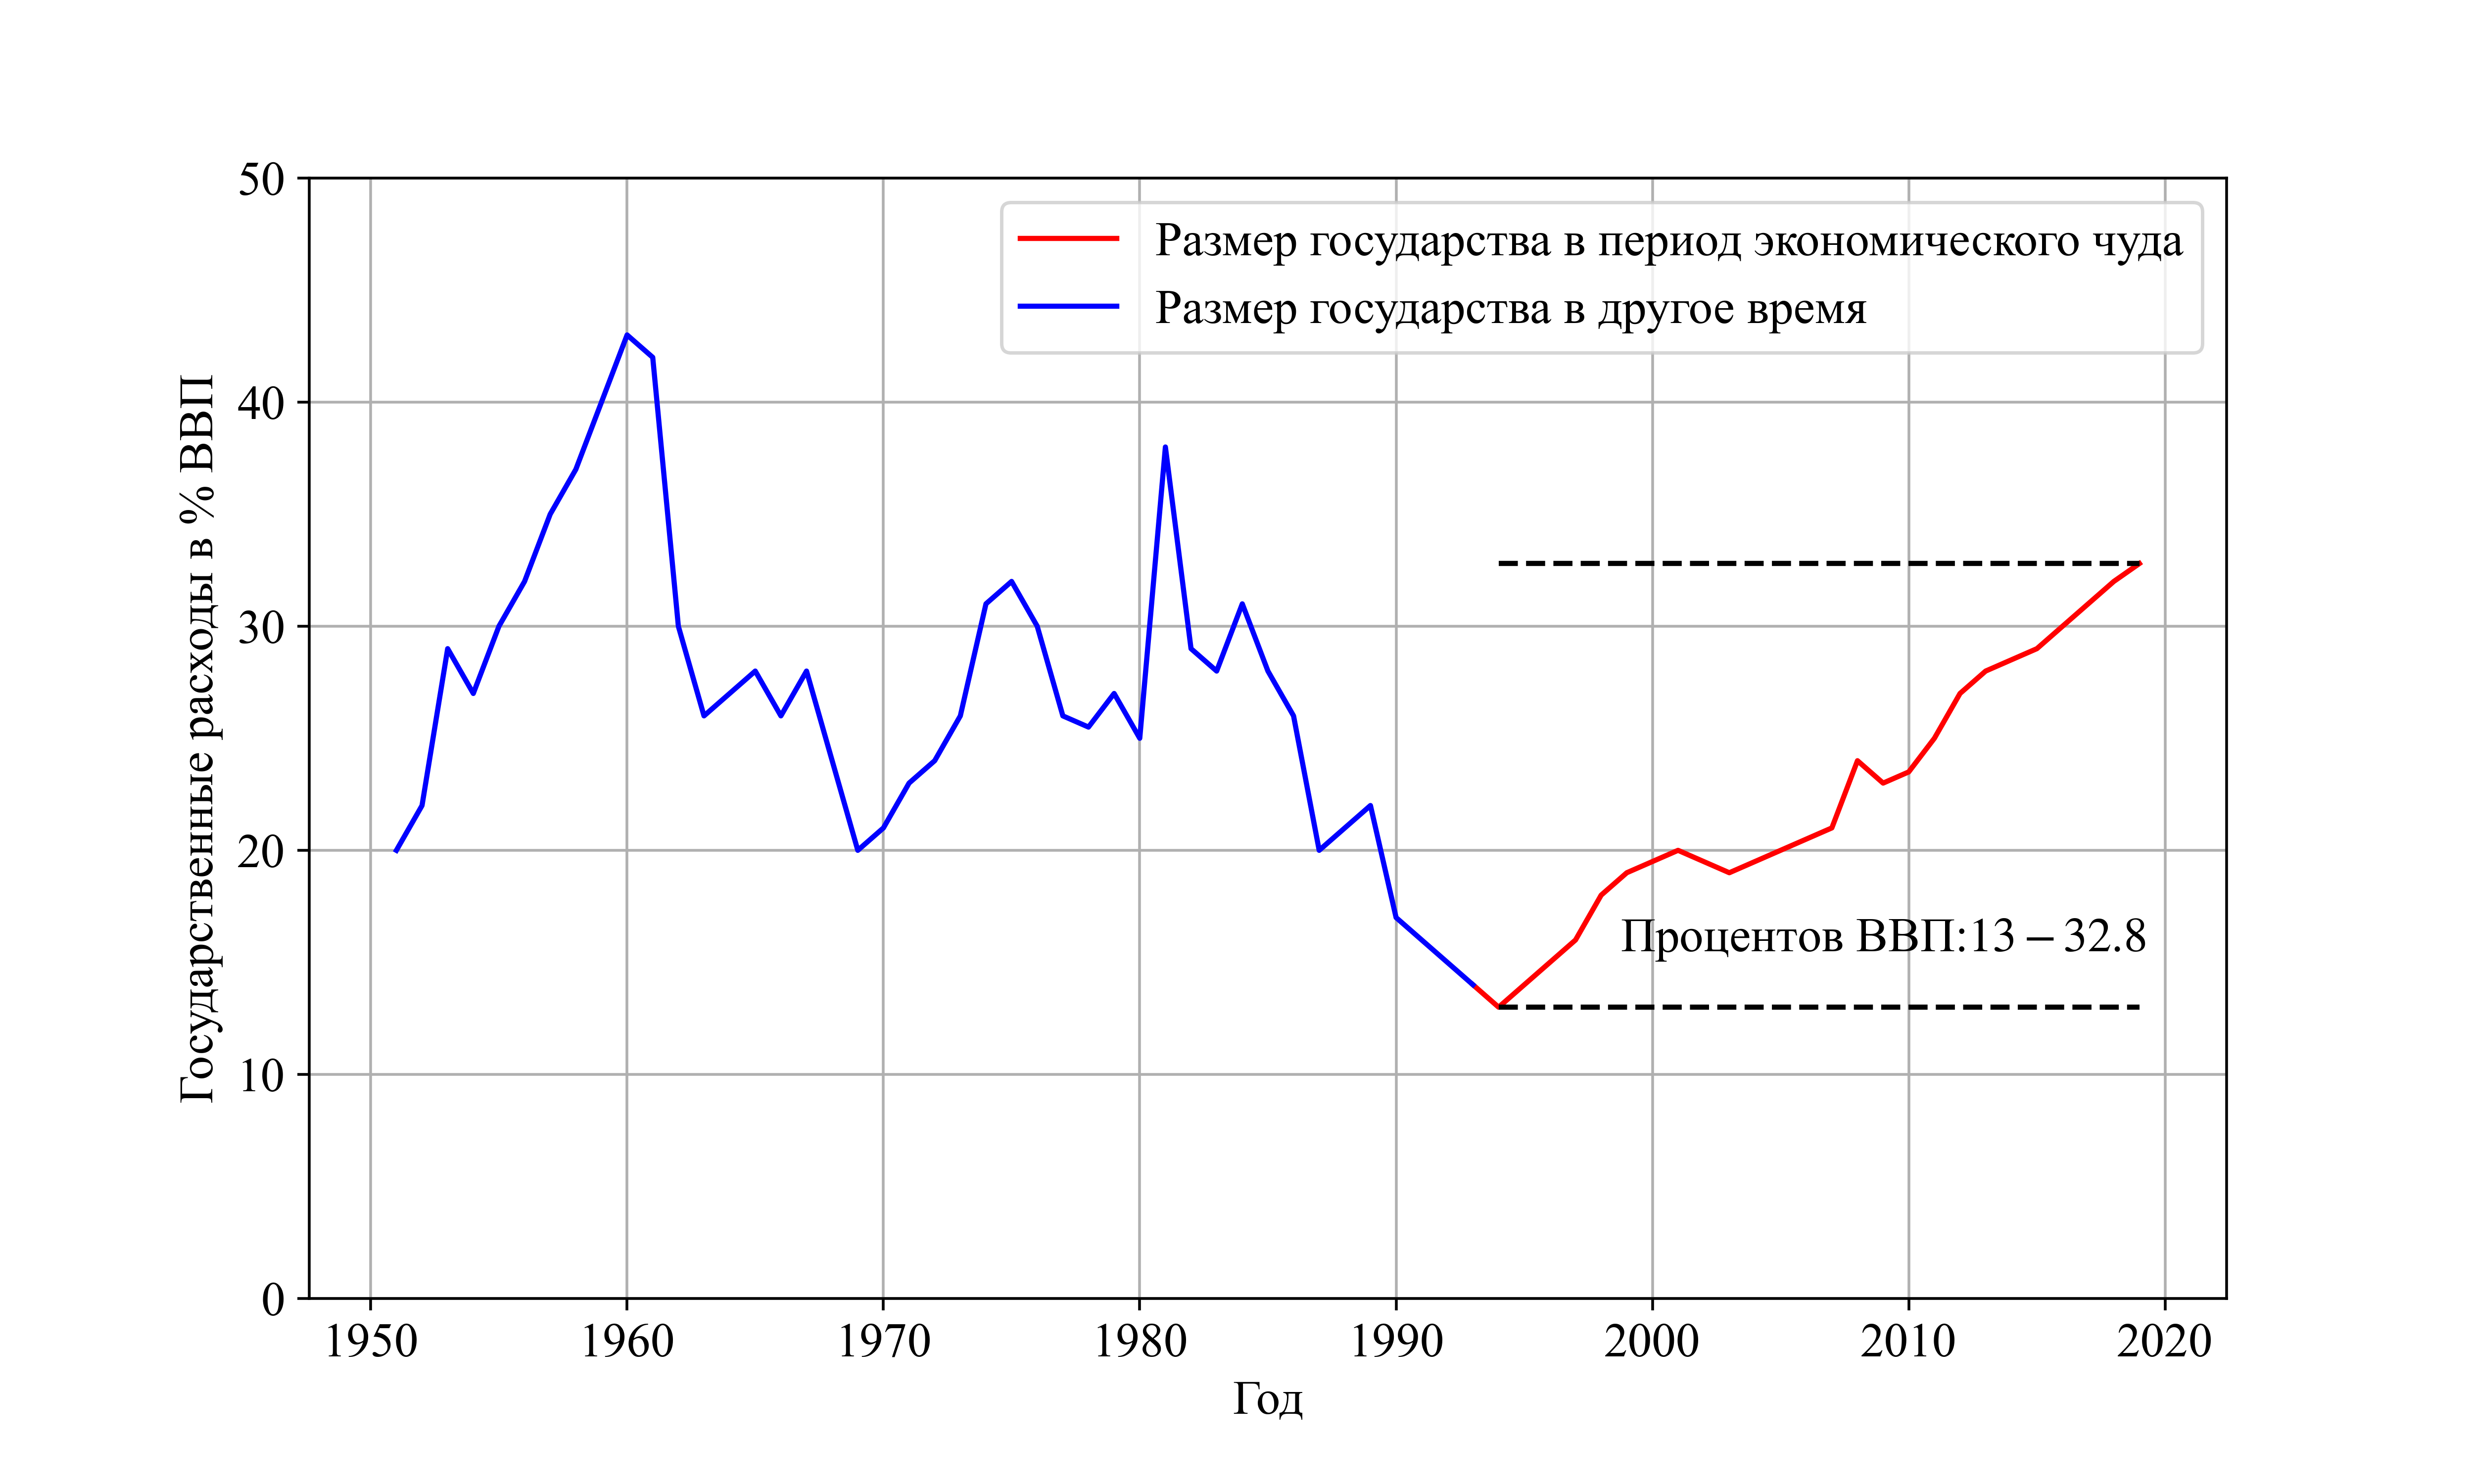 Государственные расходы в % ВВП
50
40
30
20
10
0
Размер государства в период экономического чуда
Размер государства в другое время
Процентов ВВП:13 – 32.8
1950 1960 1970 1980 1990 2000 2010 2020
Год